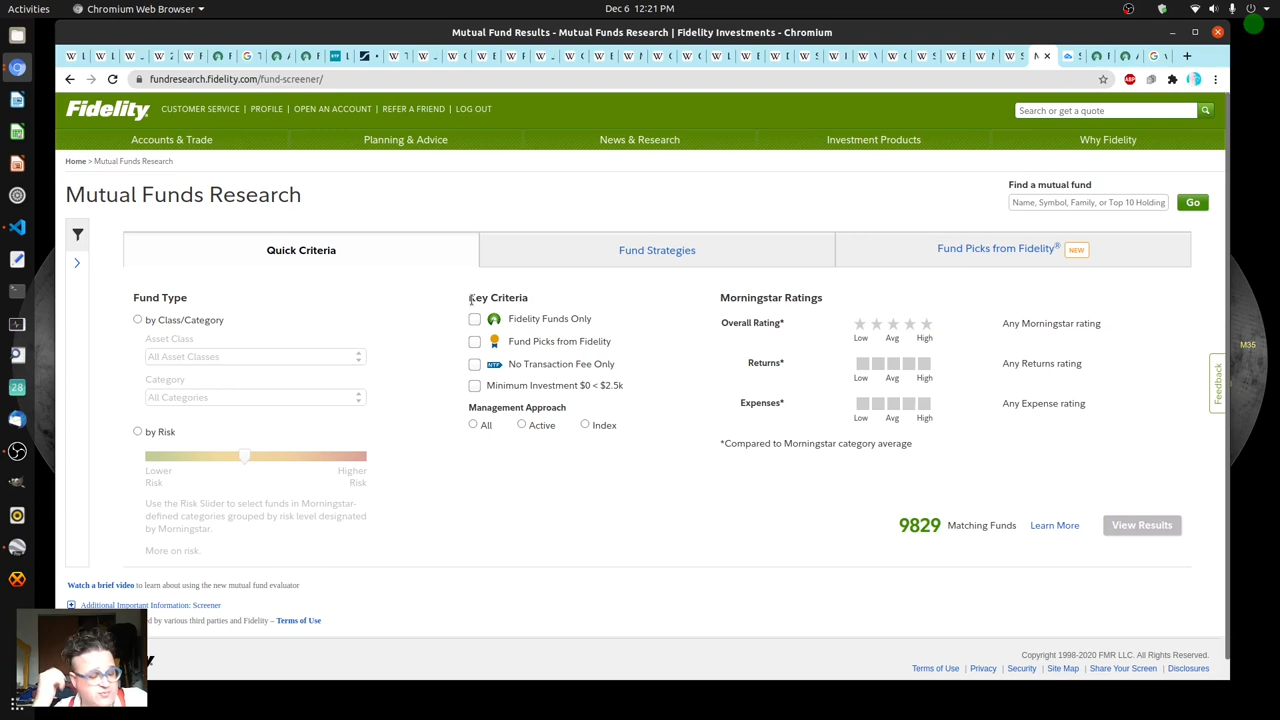 Activities
Chromium Web Browser
Dec 6 12:21 PM
Mutual Fund Results - Mutual Funds Research | Fidelity Investments - Chromium
fundresearch.fidelity.com/fund-screener/
Fidelity
CUSTOMER SERVICE | PROFILE | OPEN AN ACCOUNT | REFER A FRIEND | LOG OUT
Search or get a quote
Accounts & Trade
Planning & Advice
News & Research
Investment Products
Why Fidelity
Home > Mutual Funds Research
Mutual Funds Research
Find a mutual fund
Name, Symbol, Family, or Top 10 Holding
Go
Quick Criteria
Fund Strategies
Fund Picks from Fidelity® NEW
Fund Type
by Class/Category
Asset Class
All Asset Classes
Category
All Categories
by Risk
Lower Risk
Higher Risk
Use the Risk Slider to select funds in Morningstar-
defined categories grouped by risk level designated
by Morningstar.
More on risk.
Key Criteria
Fidelity Funds Only
Fund Picks from Fidelity
NTF No Transaction Fee Only
Minimum Investment $0 < $2.5k
Management Approach
All
Active
Index
Morningstar Ratings
Overall Rating*
Low Avg High
Any Morningstar rating
Returns*
Low Avg High
Any Returns rating
Expenses*
Low Avg High
Any Expense rating
*Compared to Morningstar category average
9829 Matching Funds
Learn More
View Results
Feedback
M35
Watch a brief video to learn about using the new mutual fund evaluator
Additional Important Information: Screener
by various third parties and Fidelity – Terms of Use
Copyright 1998-2020 FMR LLC. All Rights Reserved.
Terms of Use | Privacy | Security | Site Map | Share Your Screen | Disclosures
28
ABP